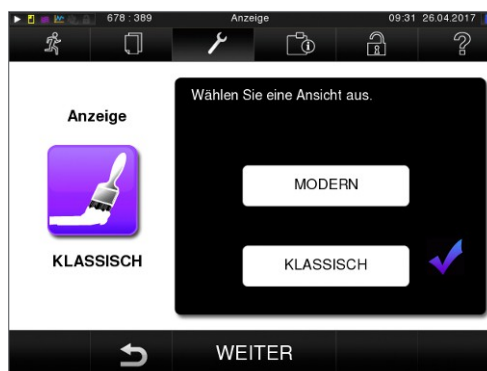 678 : 389 Anzeige 09:31 26.04.2017
Anzeige
KLASSISCH
Wählen Sie eine Ansicht aus.
MODERN
KLASSISCH
WEITER